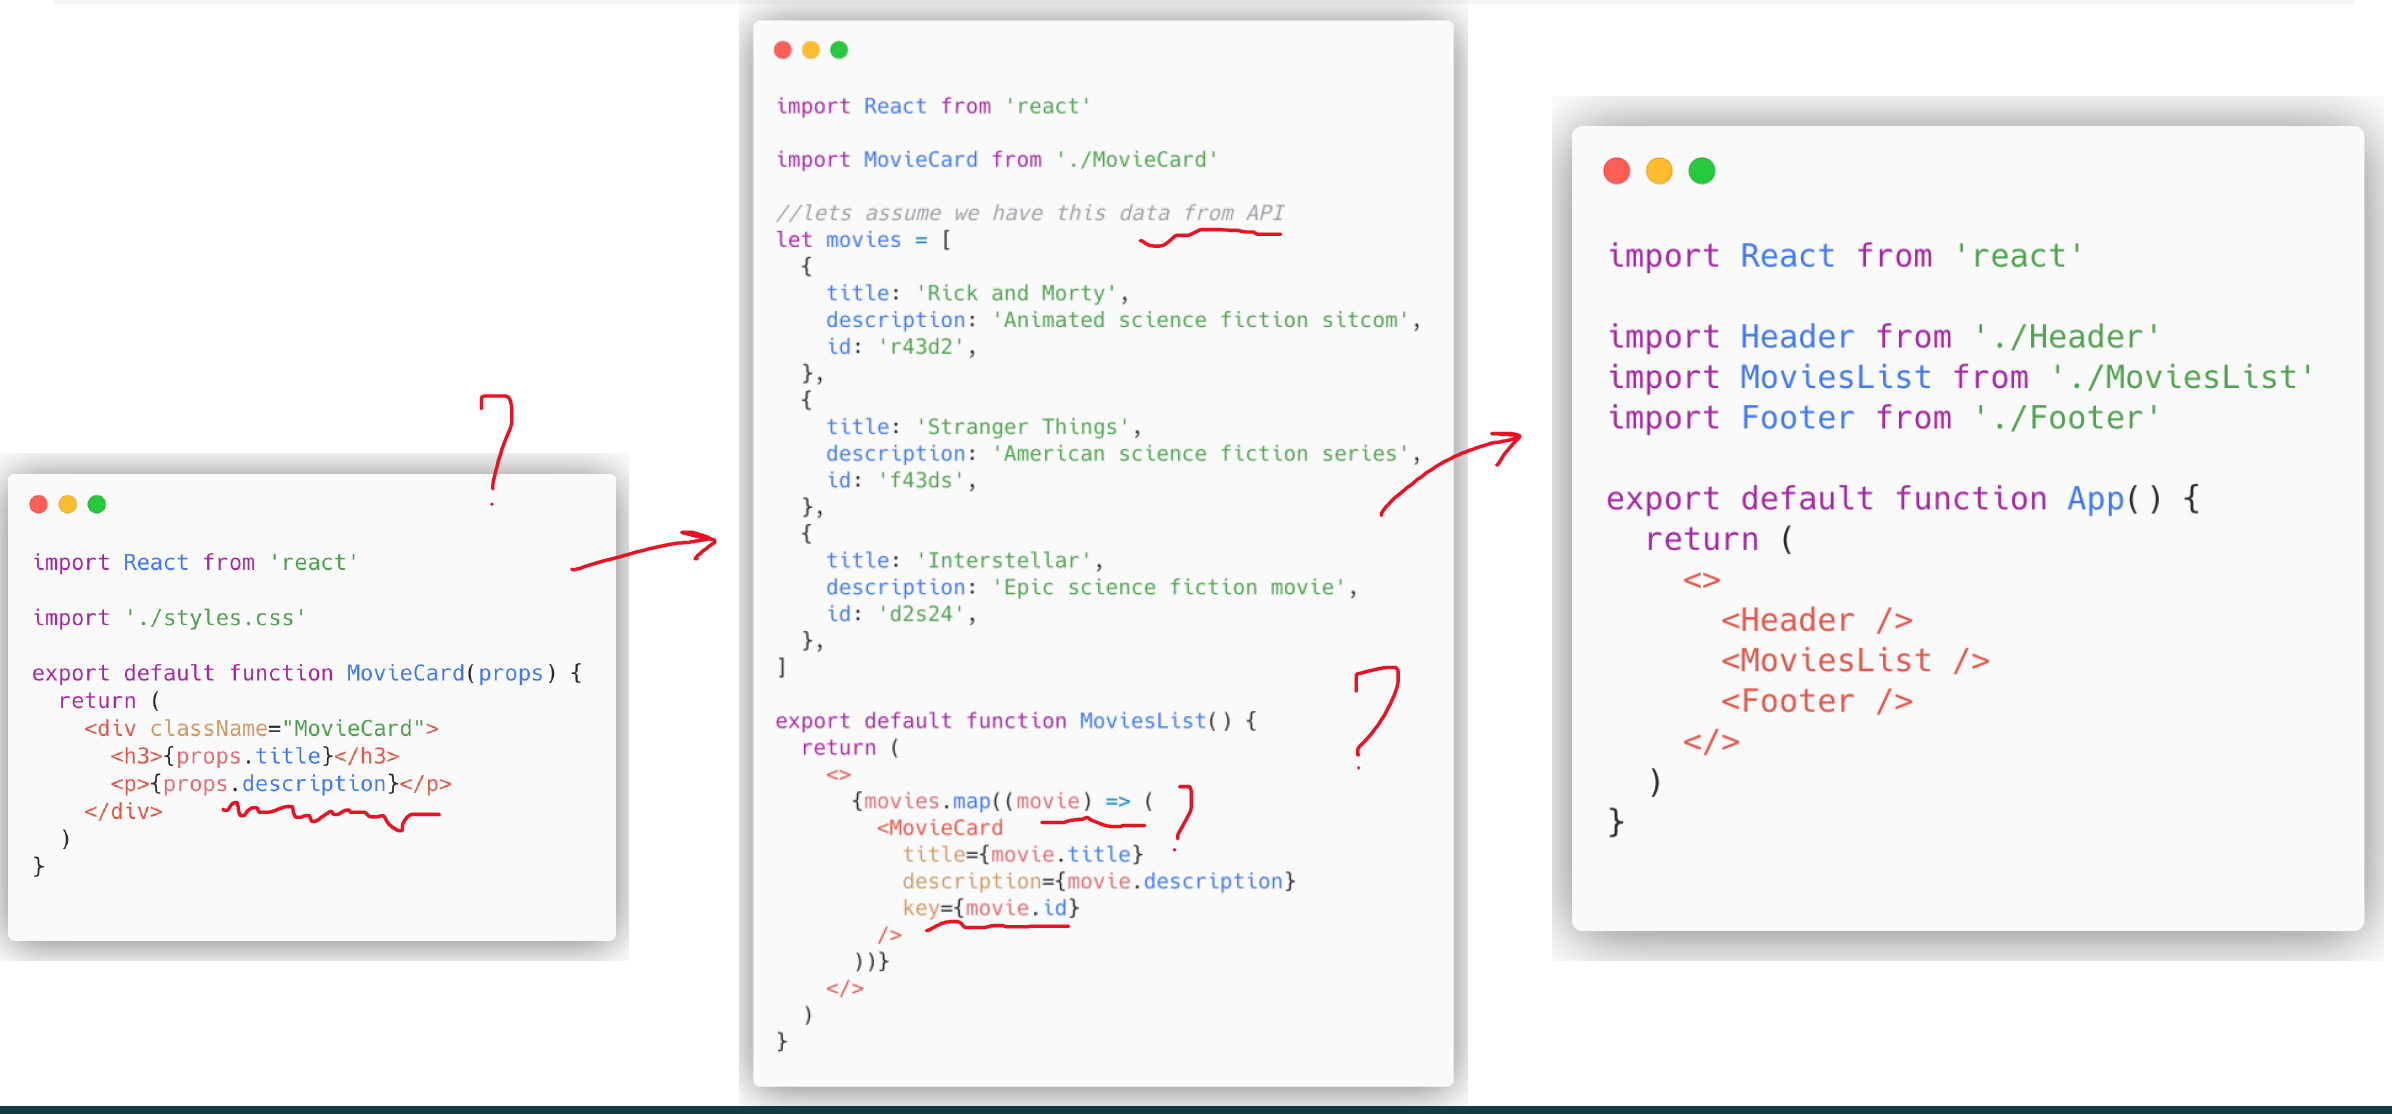 import React from 'react'
import './styles.css'
export default function MovieCard(props) {
  return (
    <div className="MovieCard">
      <h3>{props.title}</h3>
      <p>{props.description}</p>
    </div>
  )
}
import React from 'react'
import MovieCard from './MovieCard'
//lets assume we have this data from API
let movies = [
  {
    title: 'Rick and Morty',
    description: 'Animated science fiction sitcom',
    id: 'r43d2',
  },
  {
    title: 'Stranger Things',
    description: 'American science fiction series',
    id: 'f43ds',
  },
  {
    title: 'Interstellar',
    description: 'Epic science fiction movie',
    id: 'd2s24',
  },
]
export default function MoviesList() {
  return (
    <>
      {movies.map((movie) => (
        <MovieCard
          title={movie.title}
          description={movie.description}
          key={movie.id}
        />
      ))}
    </>
  )
}
import React from 'react'
import Header from './Header'
import MoviesList from './MoviesList'
import Footer from './Footer'
export default function App() {
  return (
    <>
      <Header />
      <MoviesList />
      <Footer />
    </>
  )
}
?
?
?